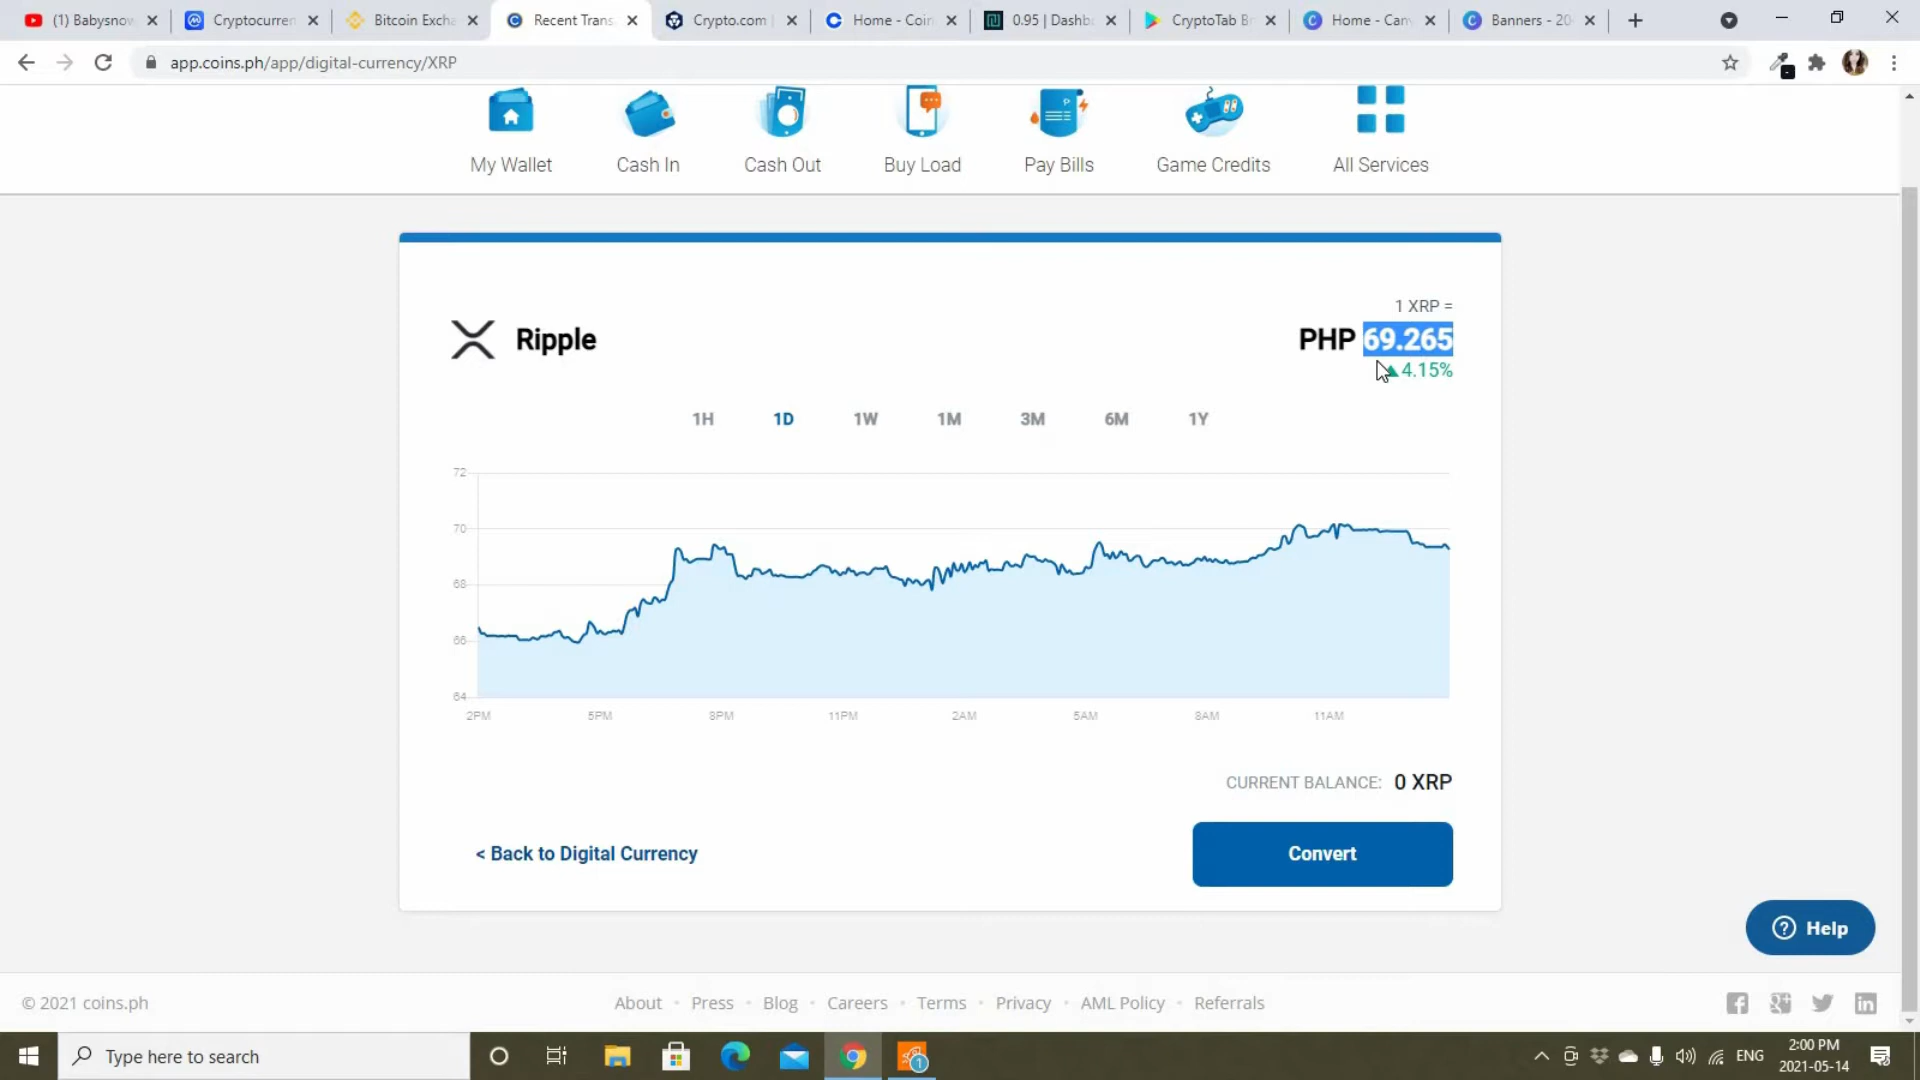 (1) Babysnow
Cryptocurren
Bitcoin Excha
Recent Trans
Crypto.com |
Home - Coin
0.95 | Dashb
CryptoTab Br
Home - Can
Banners - 20
app.coins.ph/app/digital-currency/XRP
My Wallet
Cash In
Cash Out
Buy Load
Pay Bills
Game Credits
All Services
1 XRP =
Ripple
PHP 69.265
4.15%
1H 1D 1W 1M 3M 6M 1Y
72
70
68
66
64
2PM 5PM 8PM 11PM 2AM 5AM 8AM 11AM
CURRENT BALANCE: 0 XRP
< Back to Digital Currency
Convert
Help
© 2021 coins.ph
About • Press • Blog • Careers • Terms • Privacy • AML Policy • Referrals
Type here to search
1
ENG
2:00 PM
2021-05-14